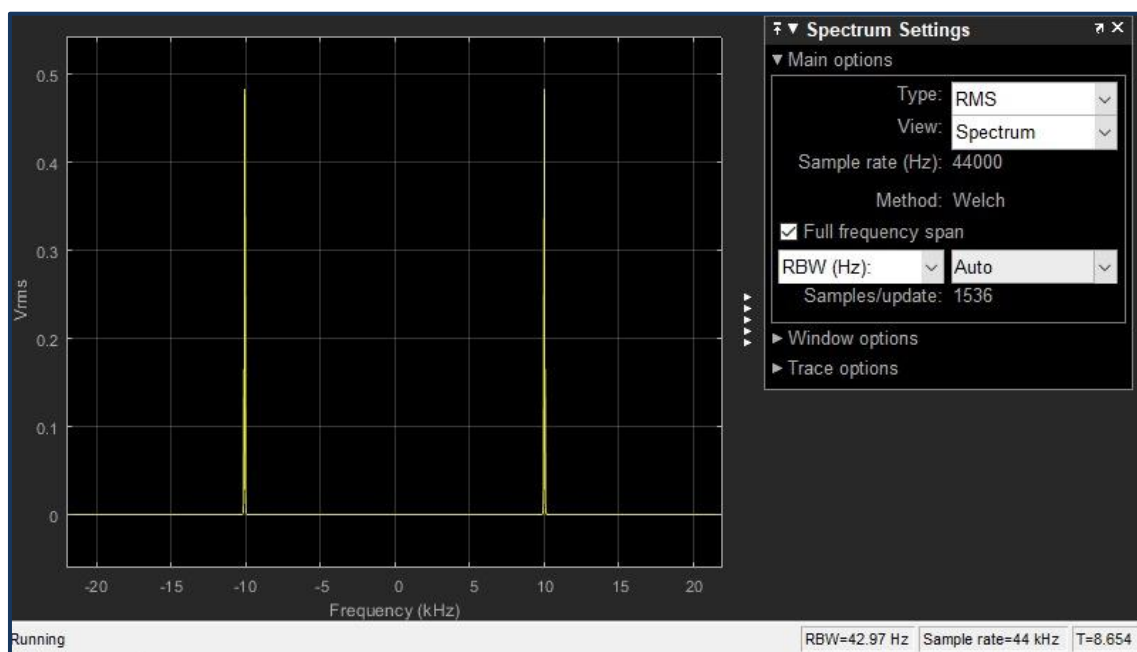 Spectrum Settings
Main options
Type: RMS
View: Spectrum
Sample rate (Hz): 44000
Method: Welch
Full frequency span
RBW (Hz): Auto
Samples/update: 1536
Window options
Trace options
0.5
0.4
0.3
0.2
0.1
0
Vrms
-20 -15 -10 -5 0 5 10 15 20
Frequency (kHz)
Running RBW=42.97 Hz Sample rate=44 kHz T=8.654